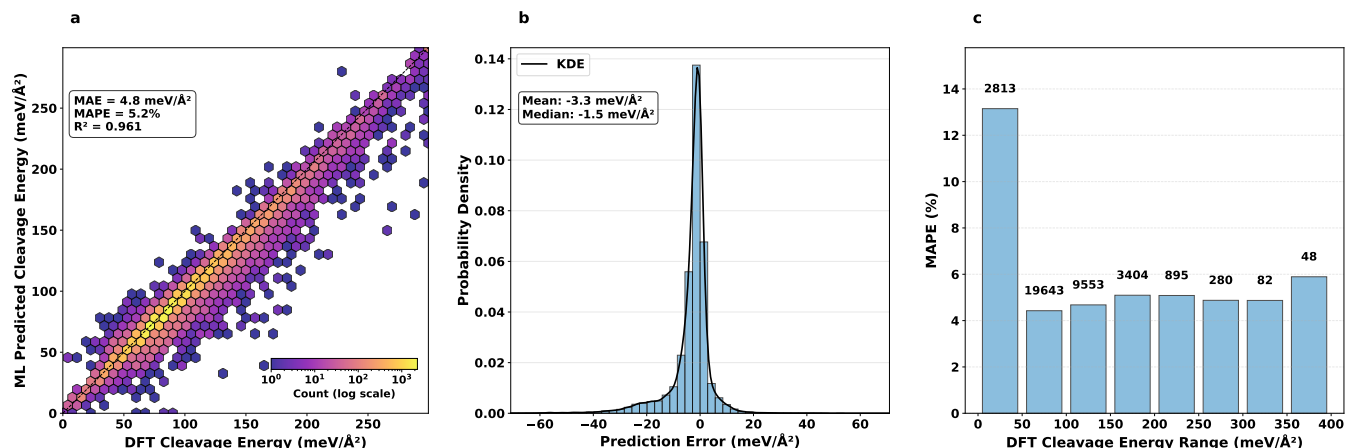 a
b
c
ML Predicted Cleavage Energy (meV/Å²)
250
200
150
100
50
0
MAE = 4.8 meV/Å²
MAPE = 5.2%
R² = 0.961
10⁰ 10¹ 10² 10³
Count (log scale)
0 50 100 150 200 250
DFT Cleavage Energy (meV/Å²)
Probability Density
0.14
0.12
0.10
0.08
0.06
0.04
0.02
0.00
KDE
Mean: -3.3 meV/Å²
Median: -1.5 meV/Å²
−60 −40 −20 0 20 40 60
Prediction Error (meV/Å²)
MAPE (%)
14
12
10
8
6
4
2
0
2813
19643
9553
3404
895
280
82
48
0 50 100 150 200 250 300 350 400
DFT Cleavage Energy Range (meV/Å²)